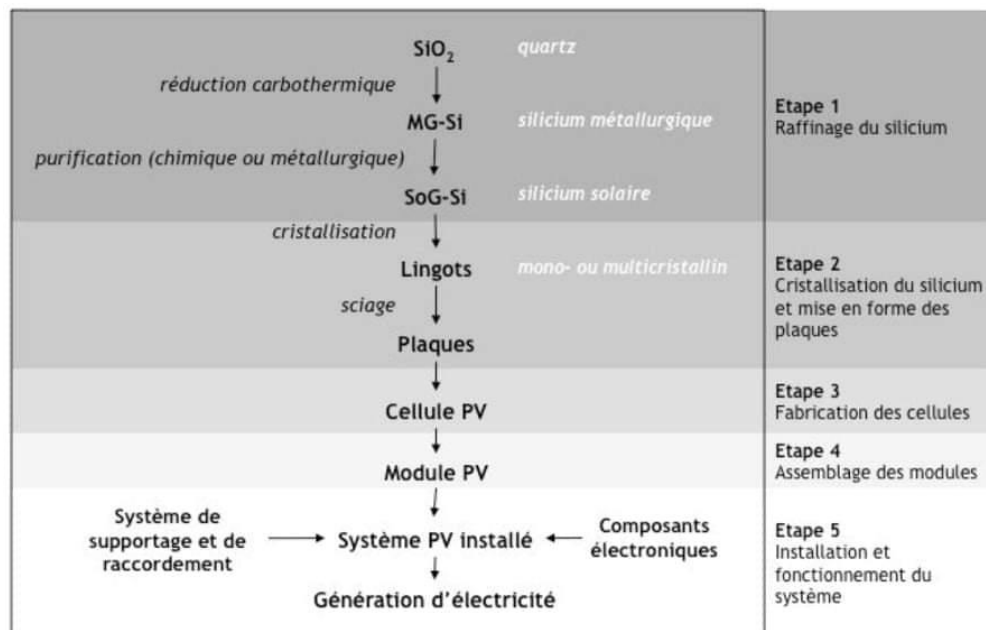 SiO₂
quartz
réduction carbothermique
MG-Si
silicium métallurgique
purification (chimique ou métallurgique)
SoG-Si
silicium solaire
Etape 1
Raffinage du silicium
cristallisation
Lingots
mono- ou multicristallin
sciage
Plaques
Etape 2
Cristallisation du silicium
et mise en forme des
plaques
Cellule PV
Etape 3
Fabrication des cellules
Module PV
Etape 4
Assemblage des modules
Système de
supportage et de
raccordement
Système PV installé
Composants
électroniques
Génération d’électricité
Etape 5
Installation et
fonctionnement du
système